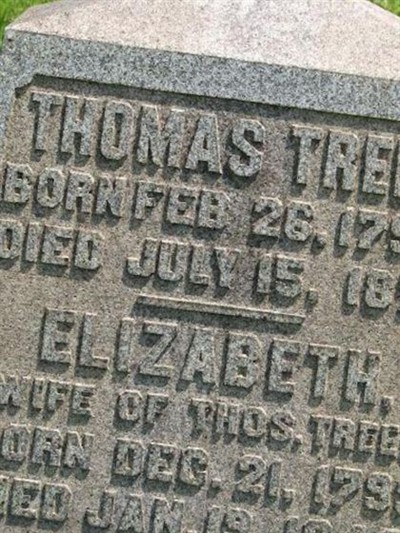 THOMAS TREE
BORN FEB. 26, 179
DIED JULY 15, 18
ELIZABETH,
WIFE OF THOS. TREE
BORN DEC. 21, 179
DIED JAN. 19,